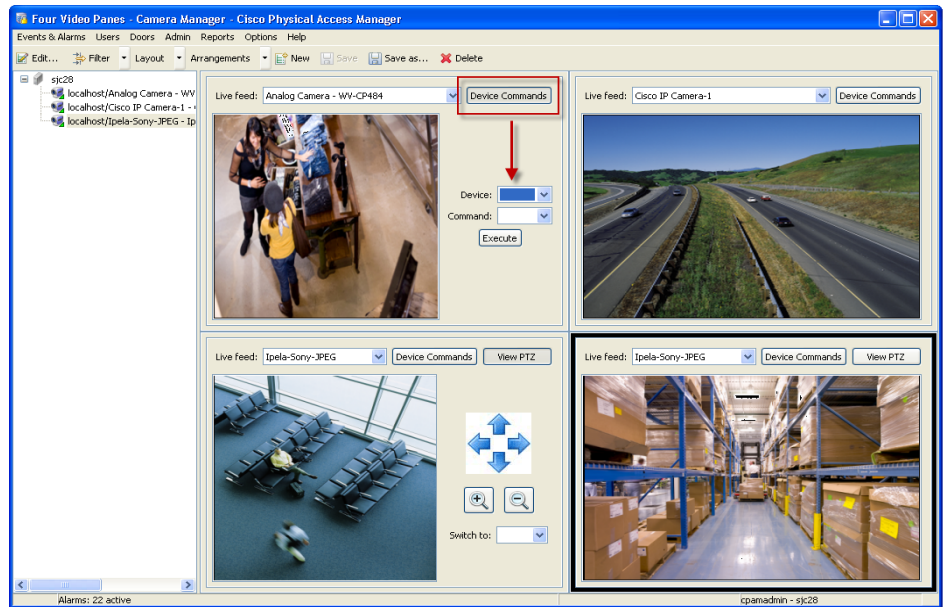 Four Video Panes - Camera Manager - Cisco Physical Access Manager
Events & Alarms Users Doors Admin Reports Options Help
Edit... Filter Layout Arrangements New Save Save as... Delete
sjc28
localhost/Analog Camera - WV
localhost/Cisco IP Camera-1 -
localhost/Ipela-Sony-JPEG - Ip
Live feed: Analog Camera - WV-CP484 Device Commands
Device:
Command:
Execute
Live feed: Cisco IP Camera-1 Device Commands
Live feed: Ipela-Sony-JPEG Device Commands View PTZ
Switch to:
Live feed: Ipela-Sony-JPEG Device Commands View PTZ
Alarms: 22 active
cpamadmin - sjc28